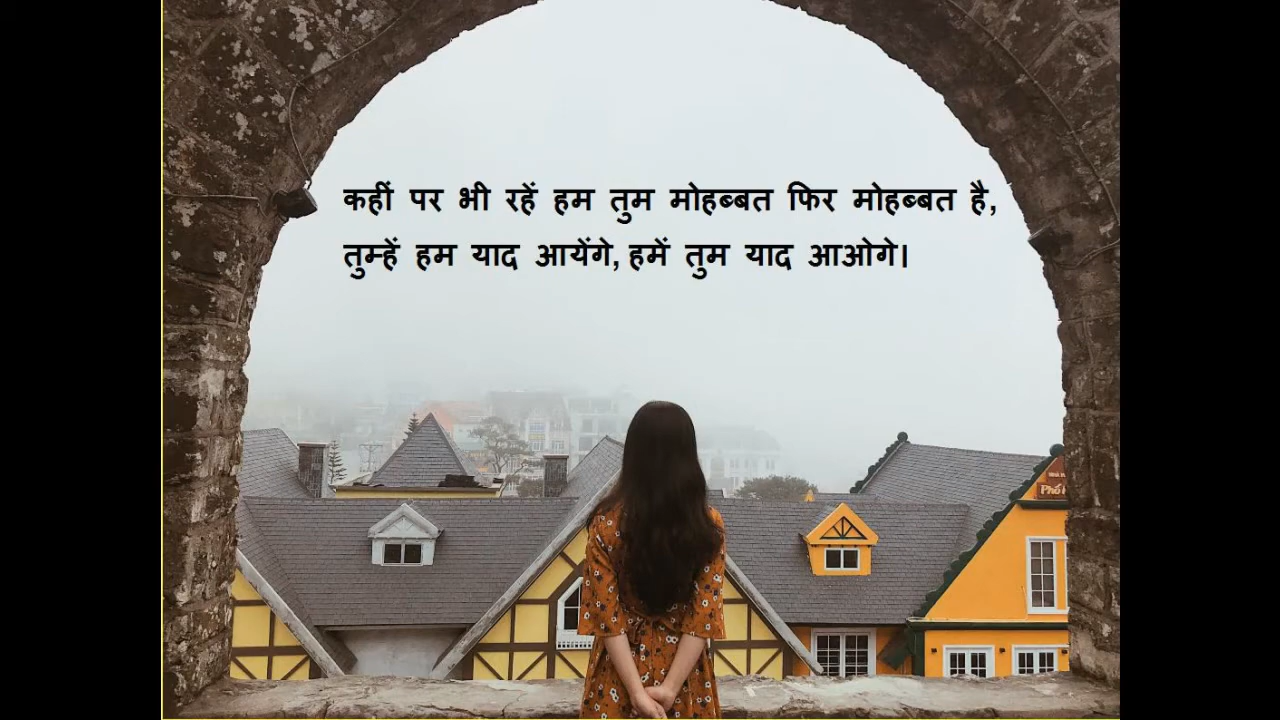 कहीं पर भी रहें हम तुम मोहब्बत फिर मोहब्बत है,
तुम्हें हम याद आयेंगे, हमें तुम याद आओगे।